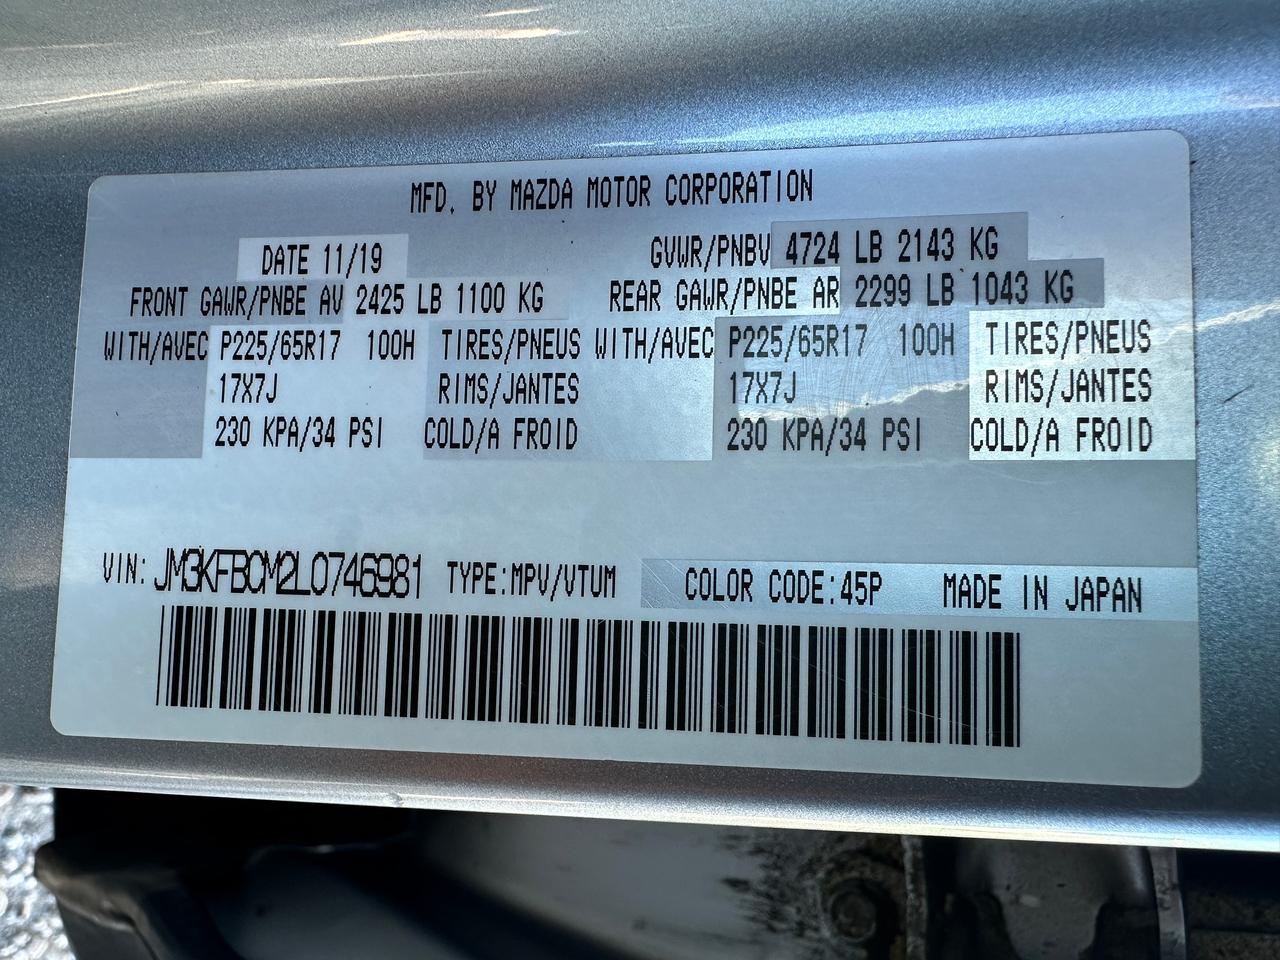 MFD. BY MAZDA MOTOR CORPORATION
DATE 11/19 GVWR/PNBV 4724 LB 2143 KG
FRONT GAWR/PNBE AV 2425 LB 1100 KG REAR GAWR/PNBE AR 2299 LB 1043 KG
WITH/AVEC P225/65R17 100H TIRES/PNEUS WITH/AVEC P225/65R17 100H TIRES/PNEUS
17X7J RIMS/JANTES 17X7J RIMS/JANTES
230 KPA/34 PSI COLD/A FROID 230 KPA/34 PSI COLD/A FROID
VIN: JM3KFBCM2L0746981 TYPE:MPV/VTUM COLOR CODE:45P MADE IN JAPAN